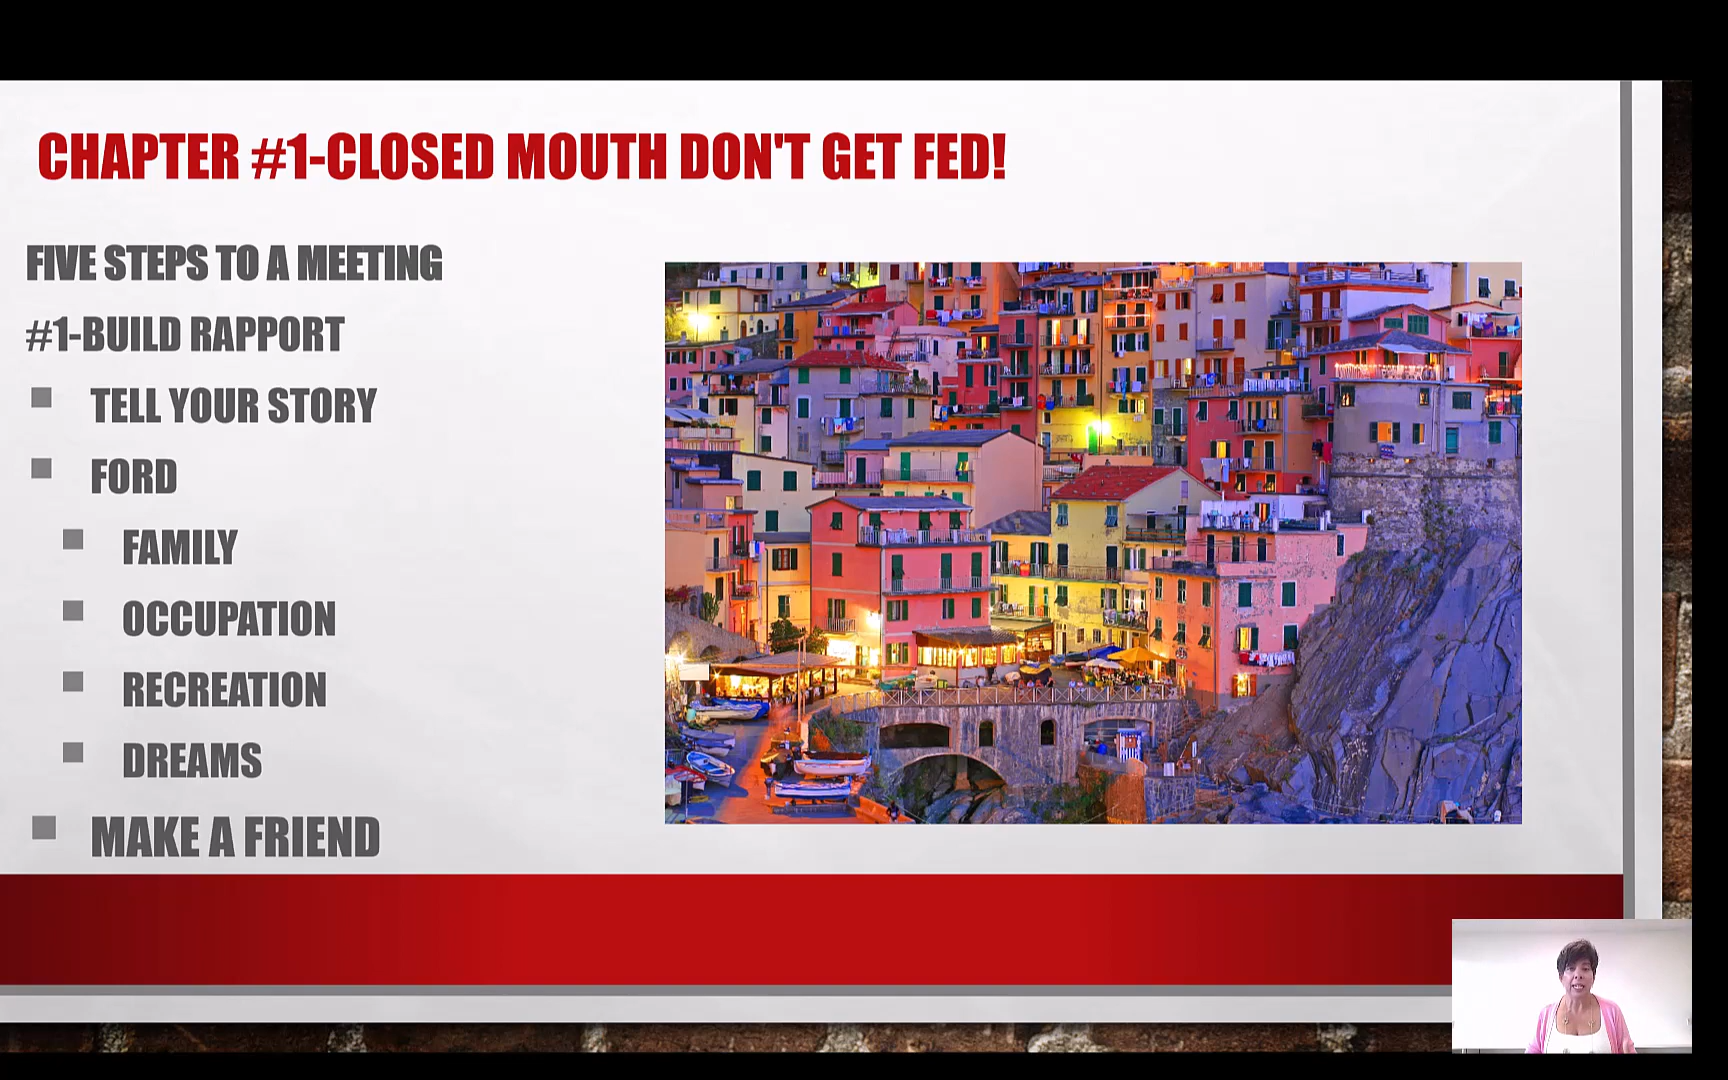 CHAPTER #1-CLOSED MOUTH DON'T GET FED!
FIVE STEPS TO A MEETING
#1-BUILD RAPPORT
TELL YOUR STORY
FORD
FAMILY
OCCUPATION
RECREATION
DREAMS
MAKE A FRIEND